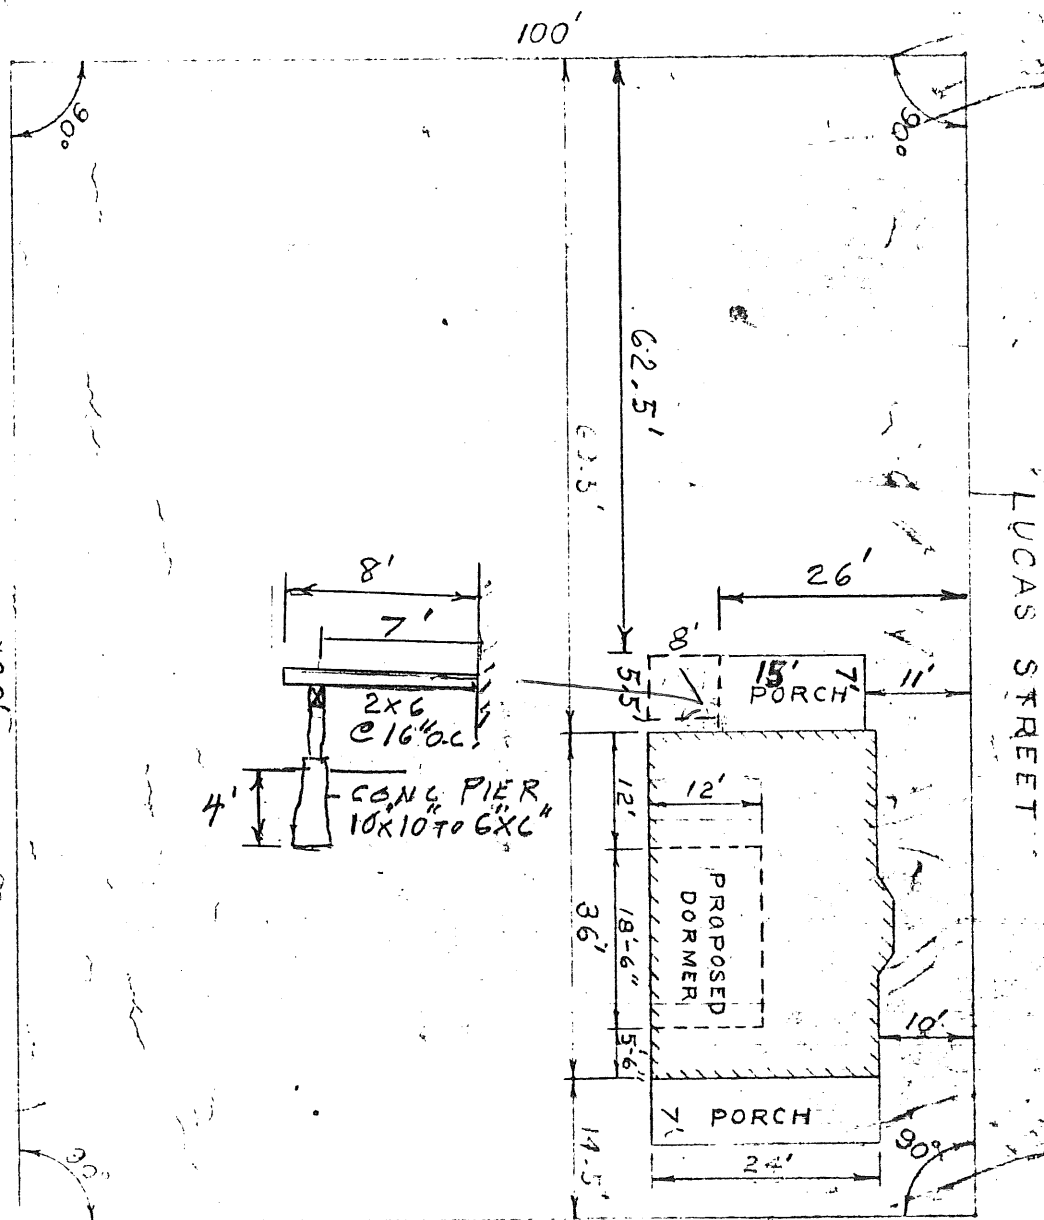 100'
90°
90°
62.5'
"LUCAS STREET"
8'
7'
2x6
@ 16" O.C.
4'
CONC PIER
10"x10" TO 6"X6"
26'
8'
5.5'
15'
7'
PORCH
11'
12'
12'
36'
18'-6"
PROPOSED
DORMER
5'-6"
10'
7'
PORCH
14.5'
24'
90°
90°